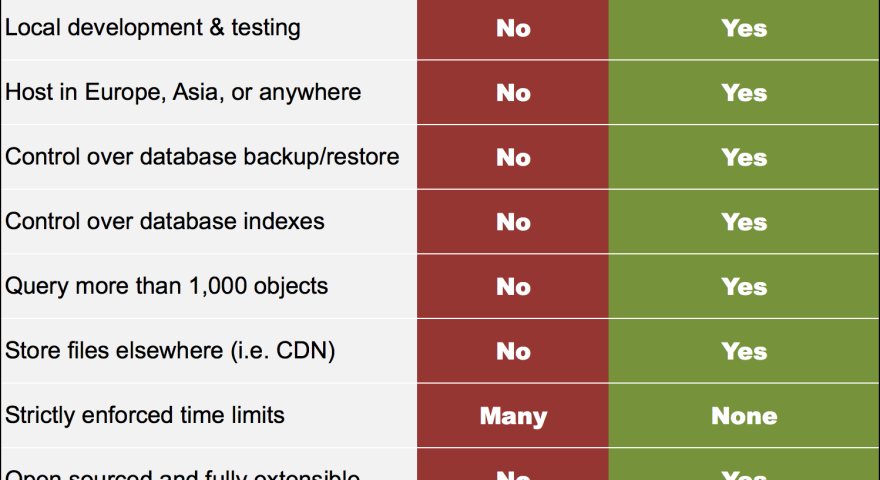 Local development & testing No Yes
Host in Europe, Asia, or anywhere No Yes
Control over database backup/restore No Yes
Control over database indexes No Yes
Query more than 1,000 objects No Yes
Store files elsewhere (i.e. CDN) No Yes
Strictly enforced time limits Many None
Open sourced and fully extensible No Yes